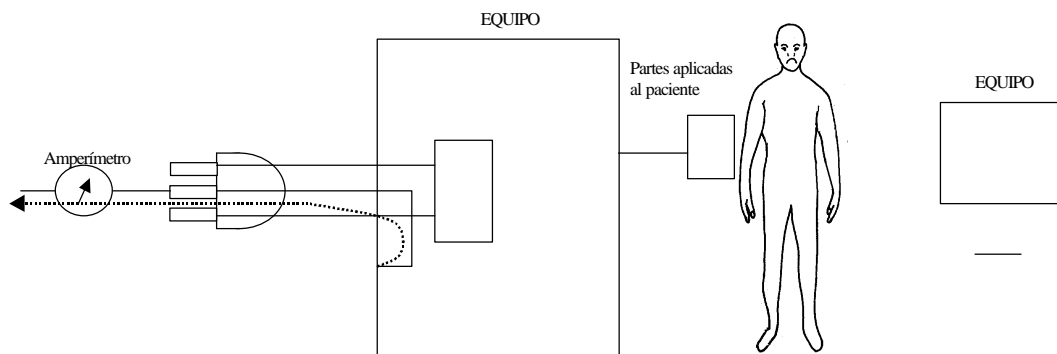 EQUIPO
Partes aplicadas
al paciente
EQUIPO
Amperímetro